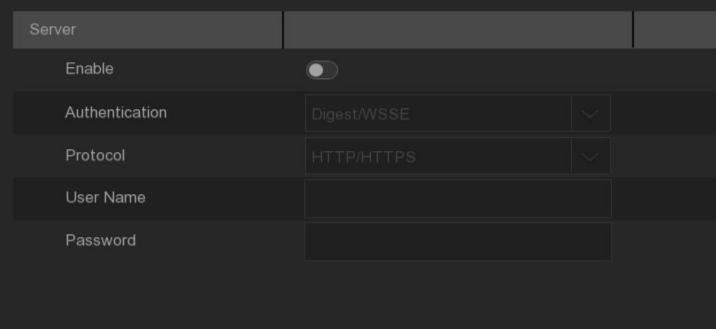 Server
Enable
Authentication Digest/WSSE
Protocol HTTP/HTTPS
User Name
Password